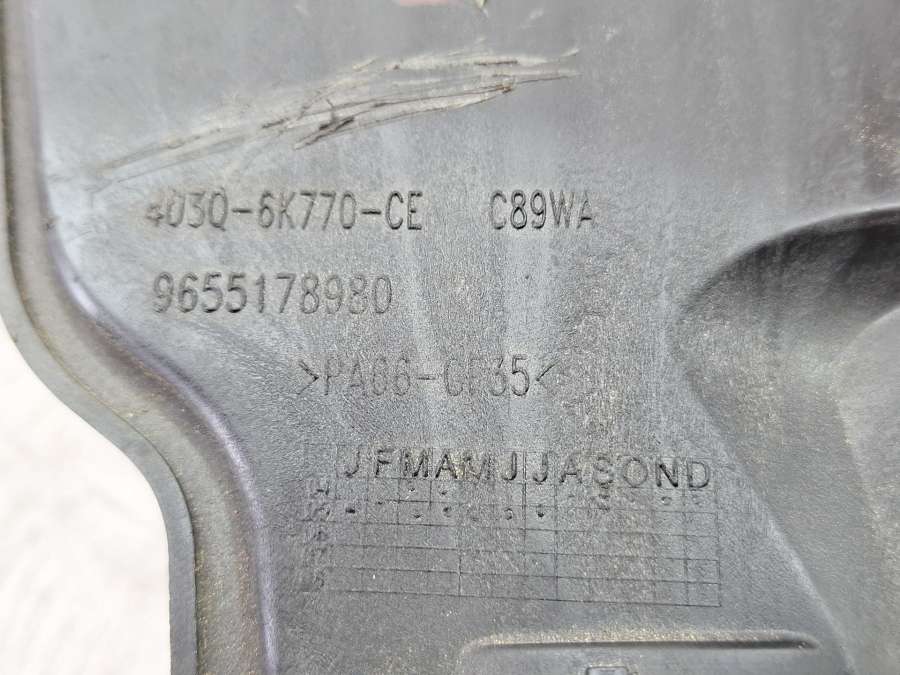 4U3Q-6K770-CE C89WA
9655178980
>PA66-GF35<
JFMAMJJASOND